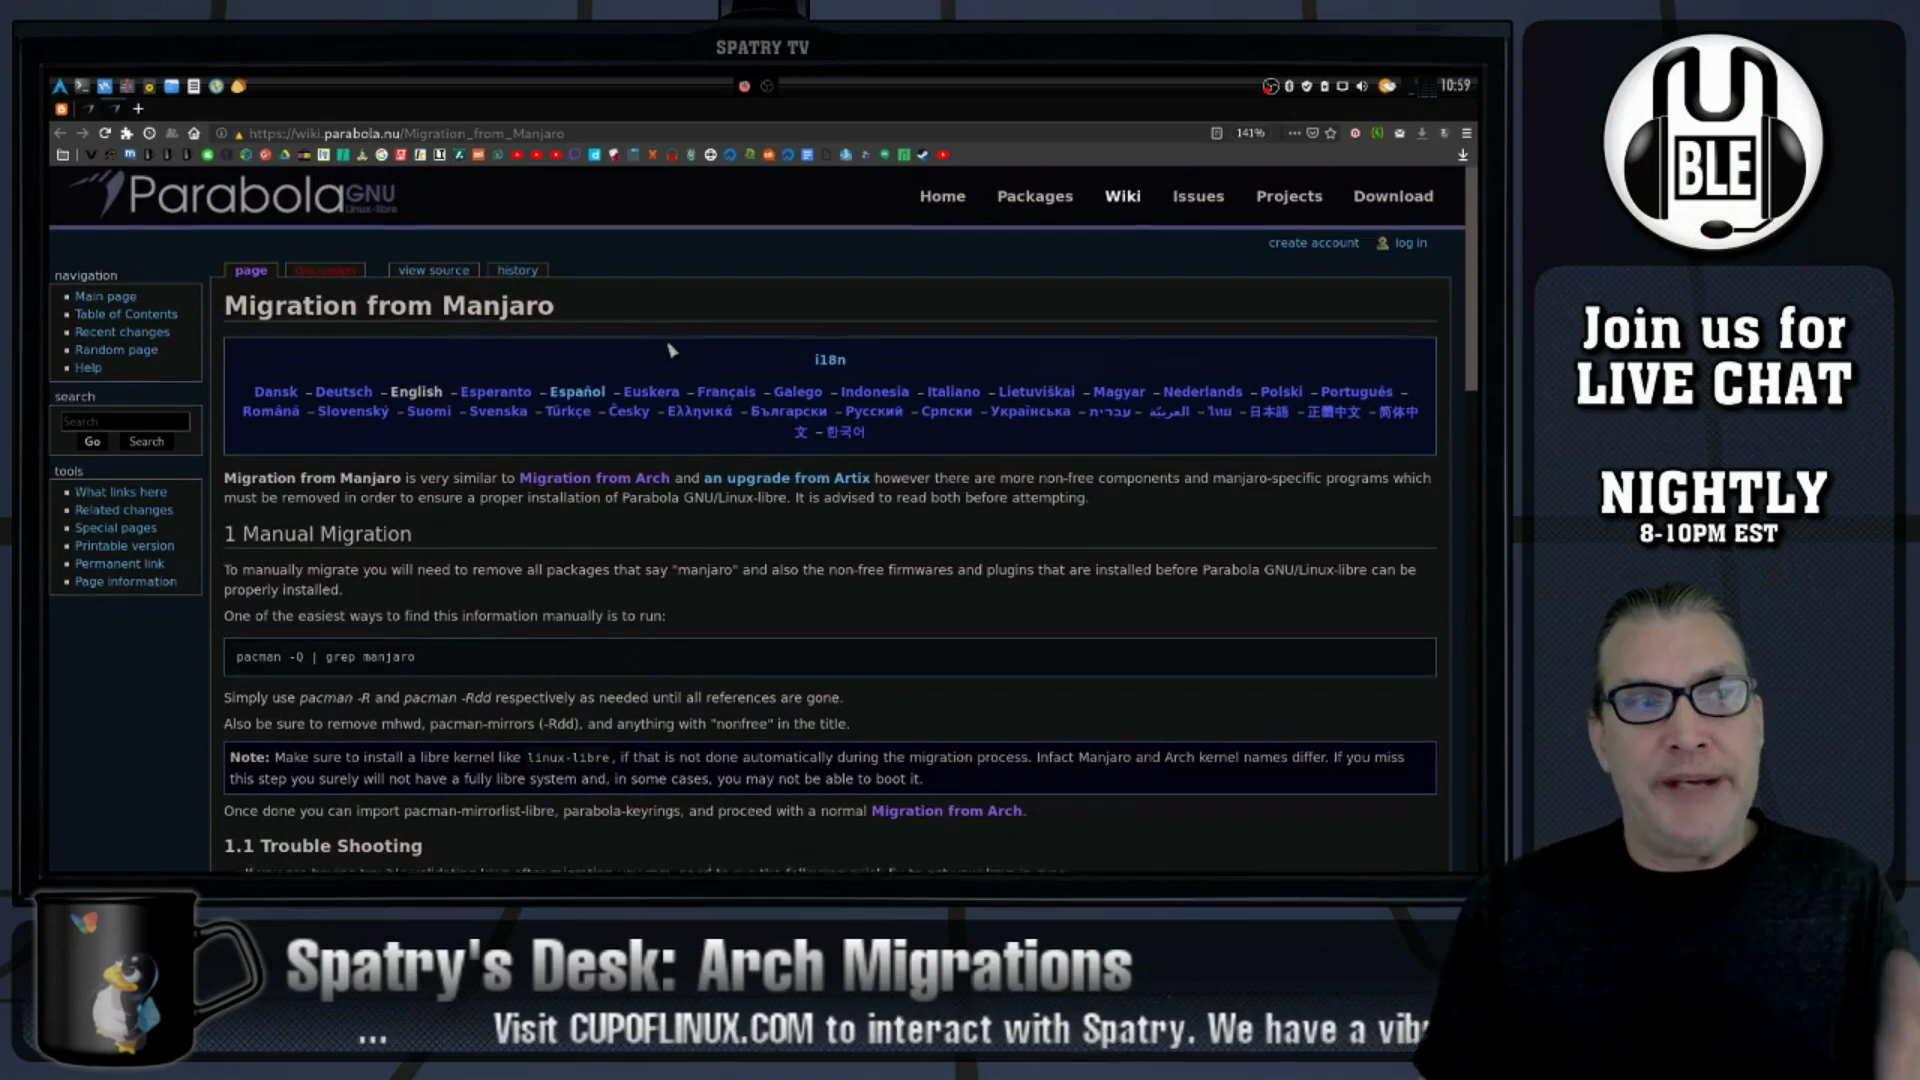 SPATRY TV
10:59
https://wiki.parabola.nu/Migration_from_Manjaro
141%
Parabola GNU
Linux-libre
Home Packages Wiki Issues Projects Download
create account log in
page discussion view source history
navigation
Main page
Table of Contents
Recent changes
Random page
Help
search
Search
Go Search
tools
What links here
Related changes
Special pages
Printable version
Permanent link
Page information
Migration from Manjaro
i18n
Dansk – Deutsch – English – Esperanto – Español – Euskera – Français – Galego – Indonesia – Italiano – Lietuviškai – Magyar – Nederlands – Polski – Português –
Română – Slovenský – Suomi – Svenska – Türkçe – Česky – Ελληνικά – Български – Русский – Српски – Українська – עברית – العربيّة – ไทย – 日本語 – 正體中文 – 简体中
文 – 한국어
Migration from Manjaro is very similar to Migration from Arch and an upgrade from Artix however there are more non-free components and manjaro-specific programs which
must be removed in order to ensure a proper installation of Parabola GNU/Linux-libre. It is advised to read both before attempting.
1 Manual Migration
To manually migrate you will need to remove all packages that say "manjaro" and also the non-free firmwares and plugins that are installed before Parabola GNU/Linux-libre can be
properly installed.
One of the easiest ways to find this information manually is to run:
pacman -Q | grep manjaro
Simply use pacman -R and pacman -Rdd respectively as needed until all references are gone.
Also be sure to remove mhwd, pacman-mirrors (-Rdd), and anything with "nonfree" in the title.
Note: Make sure to install a libre kernel like linux-libre, if that is not done automatically during the migration process. Infact Manjaro and Arch kernel names differ. If you miss
this step you surely will not have a fully libre system and, in some cases, you may not be able to boot it.
Once done you can import pacman-mirrorlist-libre, parabola-keyrings, and proceed with a normal Migration from Arch.
1.1 Trouble Shooting
BLE
Join us for
LIVE CHAT
NIGHTLY
8-10PM EST
Spatry's Desk: Arch Migrations
... Visit CUPOFLINUX.COM to interact with Spatry. We have a vib